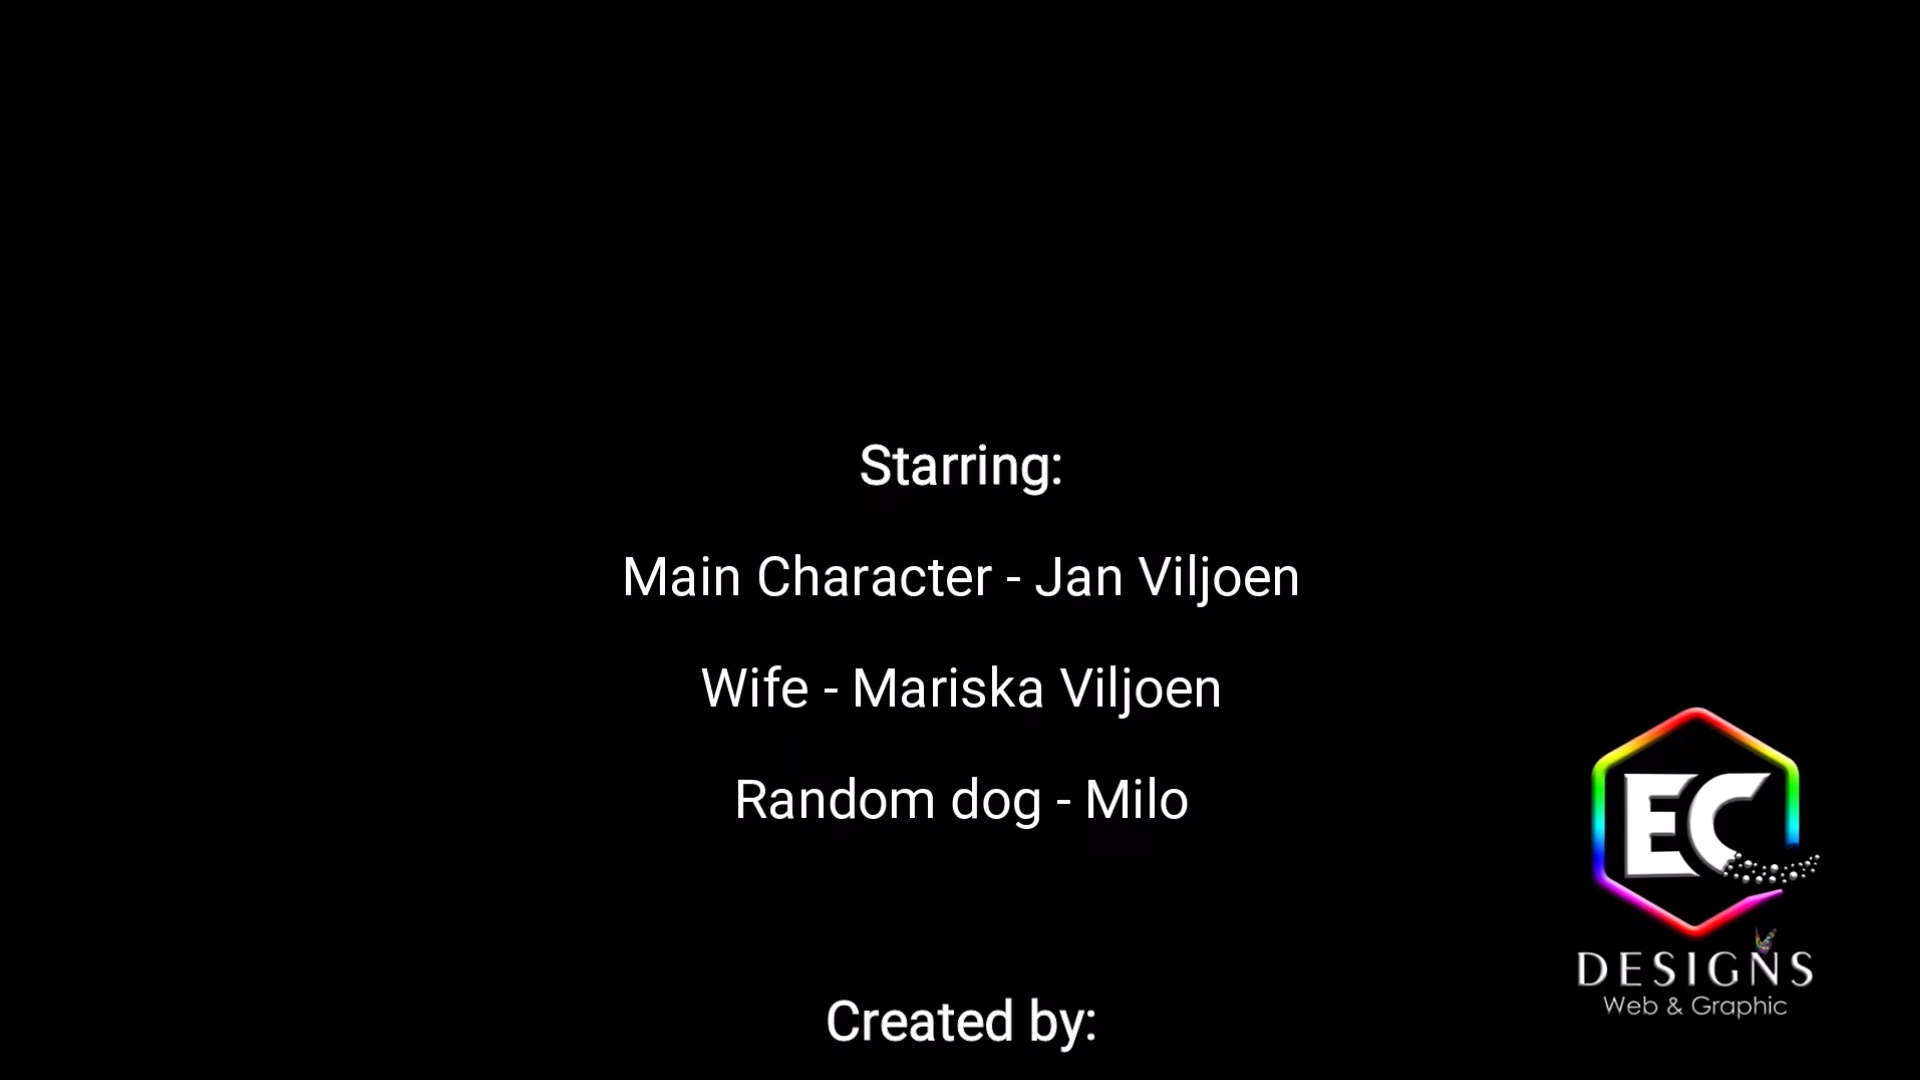 Starring:
Main Character - Jan Viljoen
Wife - Mariska Viljoen
Random dog - Milo
EC
DESIGNS
Web & Graphic
Created by: